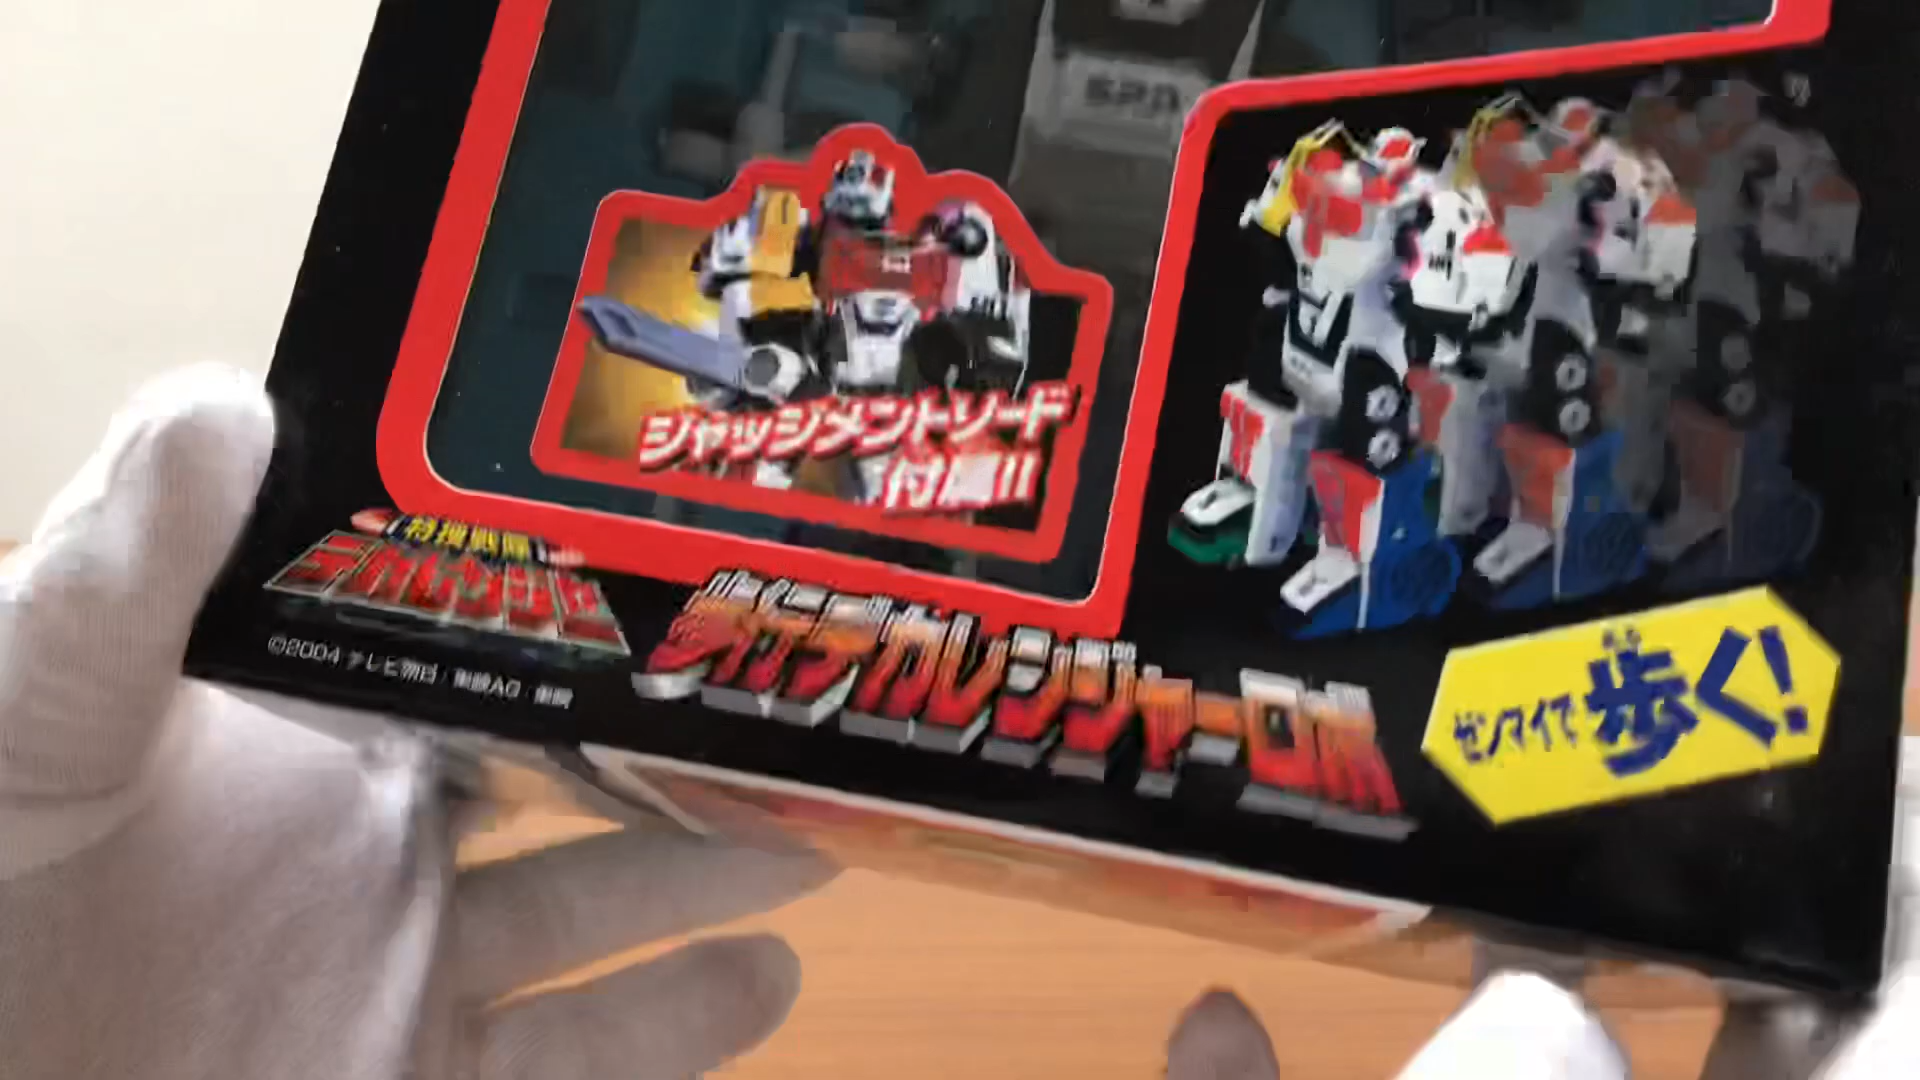 ジャッジメントソード
付属!!
特捜戦隊
デカレンジャー
©2004 テレビ朝日・東映AG・東映
デカレンジャーロボ
ゼンマイで歩く!